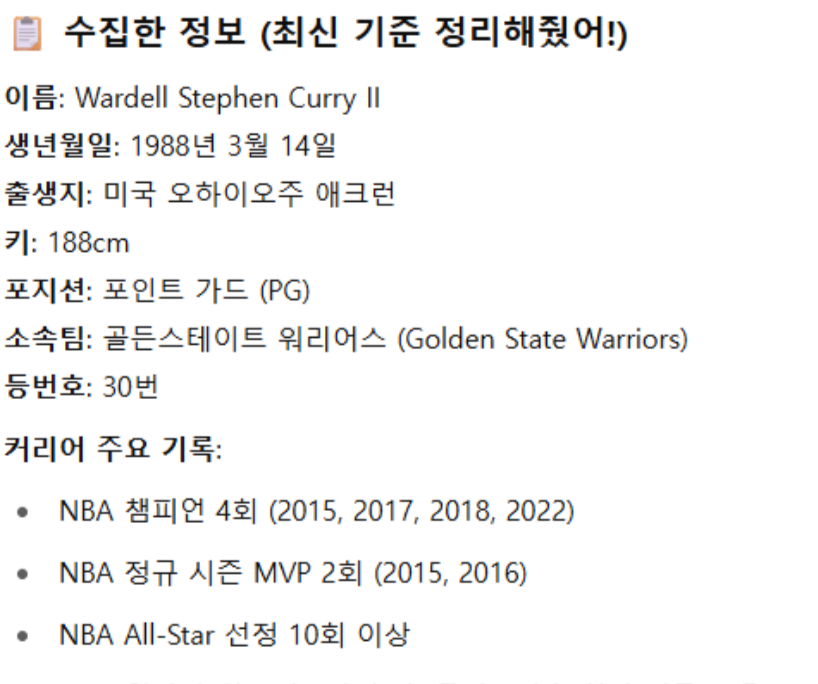 📋 수집한 정보 (최신 기준 정리해줬어!)
이름: Wardell Stephen Curry II
생년월일: 1988년 3월 14일
출생지: 미국 오하이오주 애크런
키: 188cm
포지션: 포인트 가드 (PG)
소속팀: 골든스테이트 워리어스 (Golden State Warriors)
등번호: 30번
커리어 주요 기록:
• NBA 챔피언 4회 (2015, 2017, 2018, 2022)
• NBA 정규 시즌 MVP 2회 (2015, 2016)
• NBA All-Star 선정 10회 이상